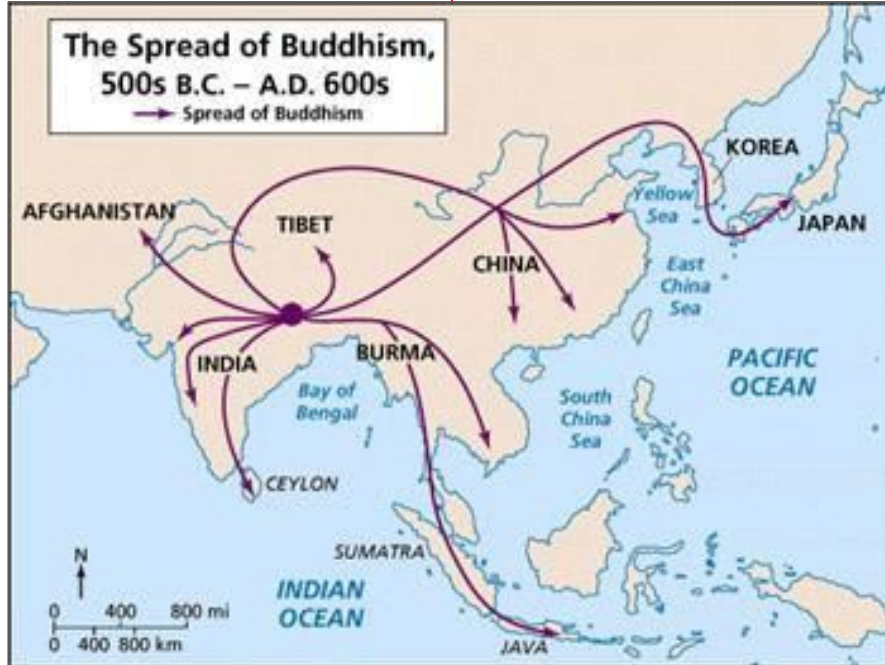 The Spread of Buddhism,
500s B.C. – A.D. 600s
Spread of Buddhism
KOREA
AFGHANISTAN
TIBET
Yellow
Sea
JAPAN
CHINA
East
China
Sea
INDIA
BURMA
PACIFIC
OCEAN
Bay of
Bengal
South
China
Sea
CEYLON
SUMATRA
N
INDIAN
OCEAN
0 400 800 mi
0 400 800 km
JAVA